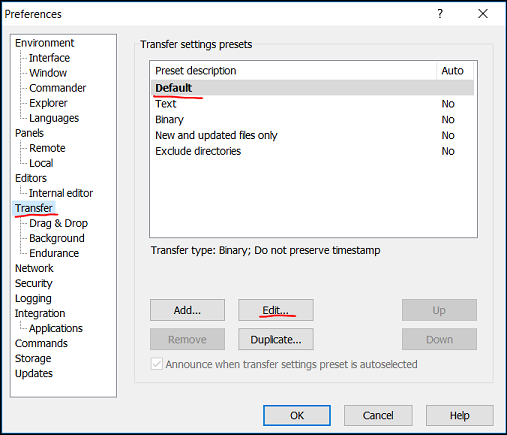 Preferences
?
Environment
Interface
Window
Commander
Explorer
Languages
Panels
Remote
Local
Editors
Internal editor
Transfer
Drag & Drop
Background
Endurance
Network
Security
Logging
Integration
Applications
Commands
Storage
Updates
Transfer settings presets
Preset description Auto
Default
Text No
Binary No
New and updated files only No
Exclude directories No
Transfer type: Binary; Do not preserve timestamp
Add... Edit... Up
Remove Duplicate... Down
Announce when transfer settings preset is autoselected
OK Cancel Help